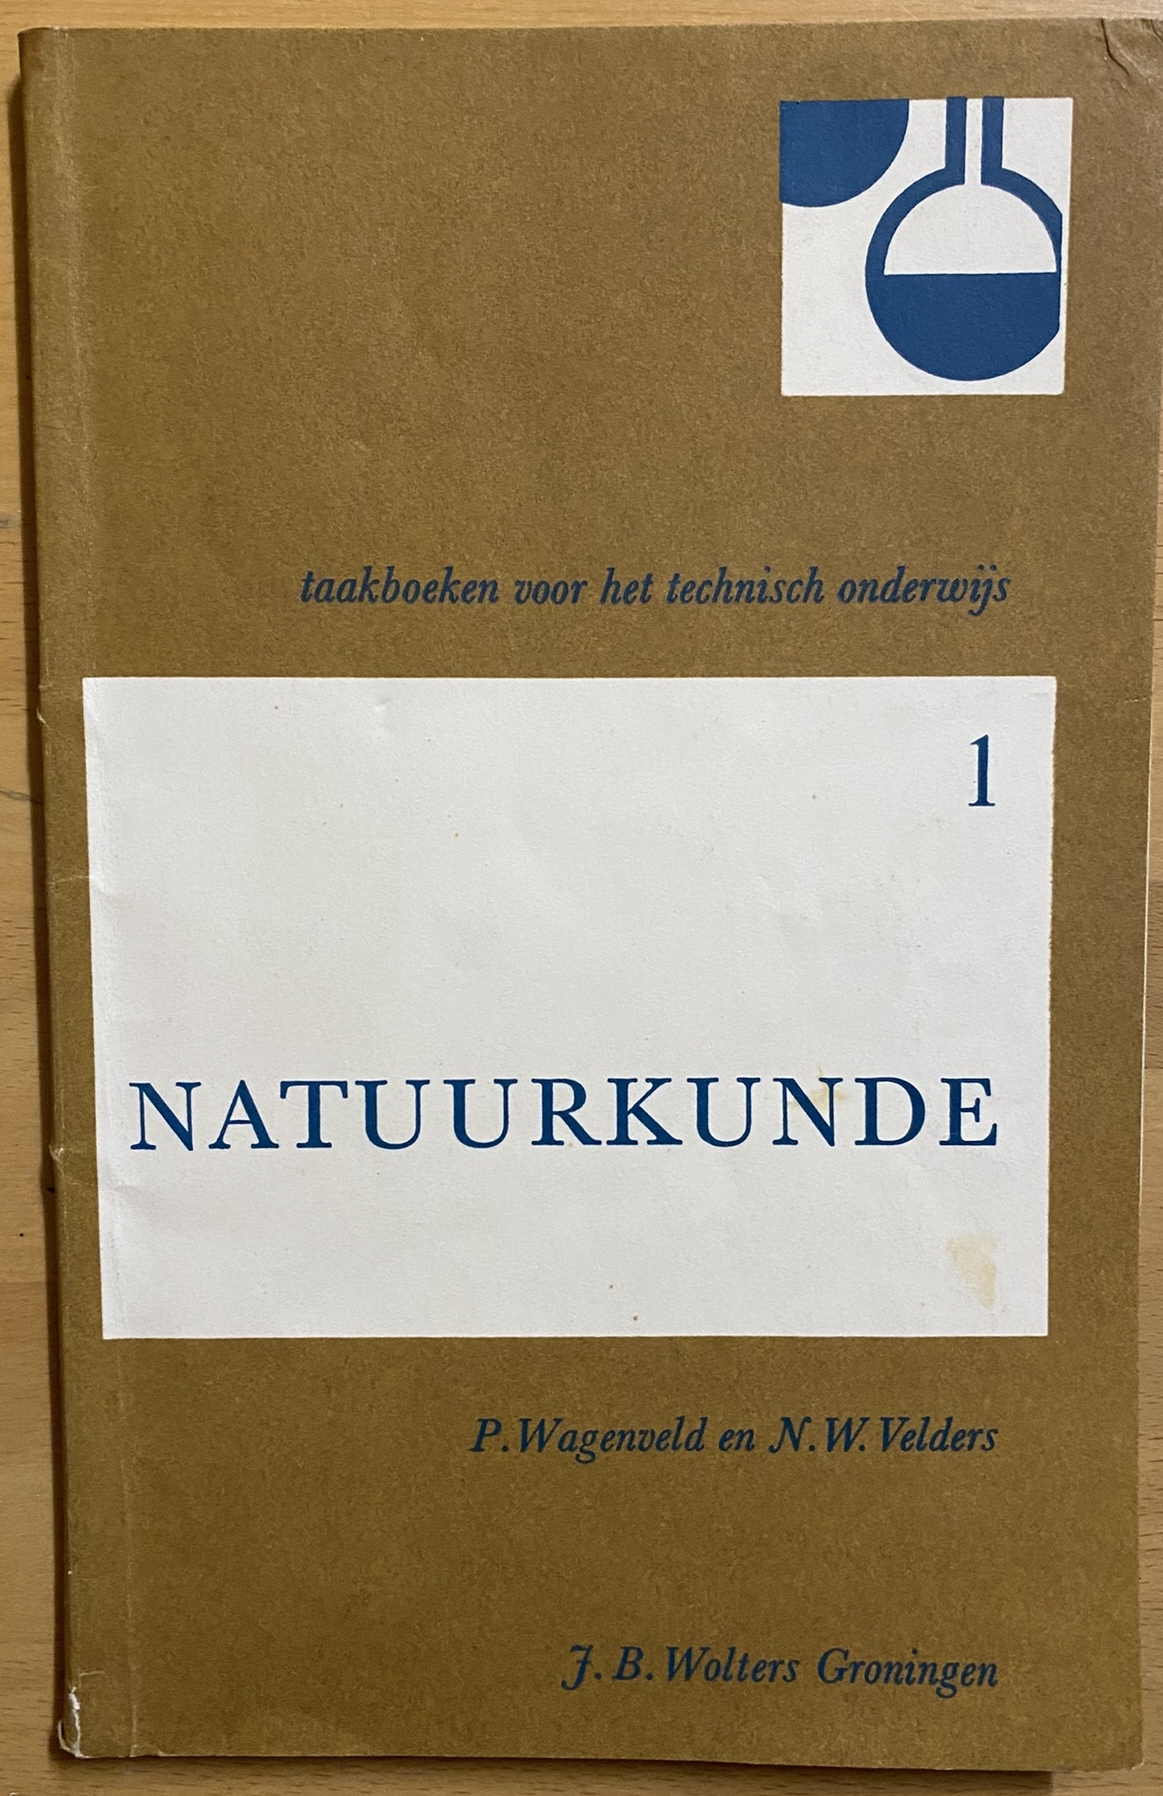 taakboeken voor het technisch onderwijs
1
NATUURKUNDE
P. Wagenveld en N. W. Velders
J. B. Wolters Groningen